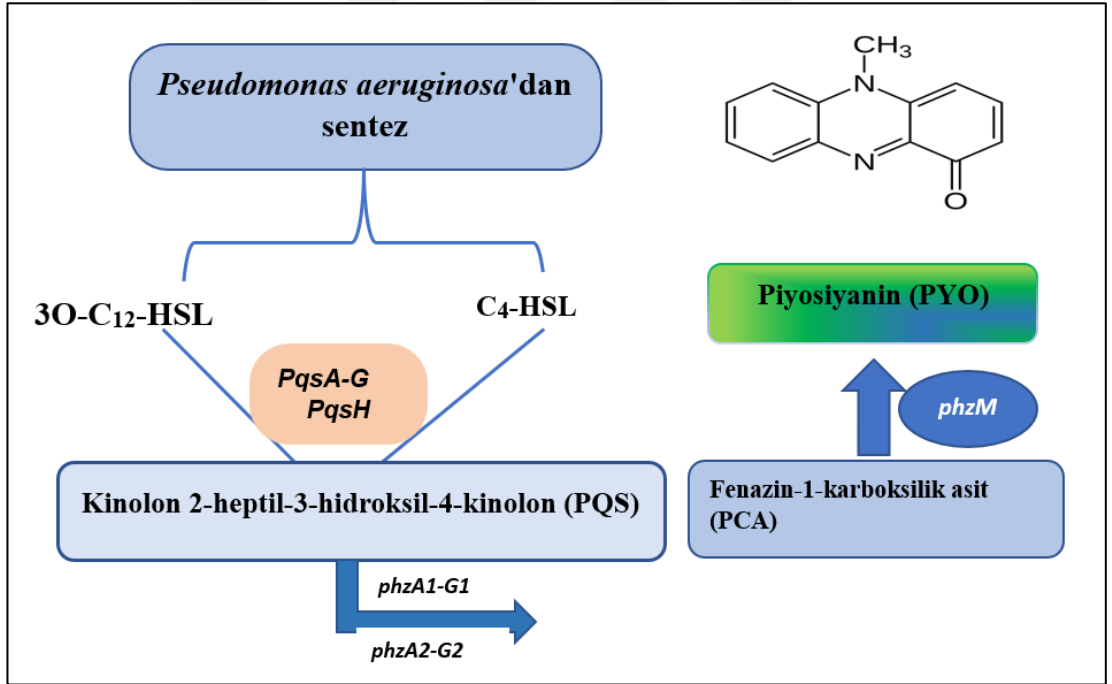 Pseudomonas aeruginosa'dan
sentez
3O-C₁₂-HSL
C₄-HSL
PqsA-G
PqsH
Kinolon 2-heptil-3-hidroksil-4-kinolon (PQS)
phzA1-G1
phzA2-G2
CH₃
N
N
O
Piyosiyanin (PYO)
phzM
Fenazin-1-karboksilik asit
(PCA)